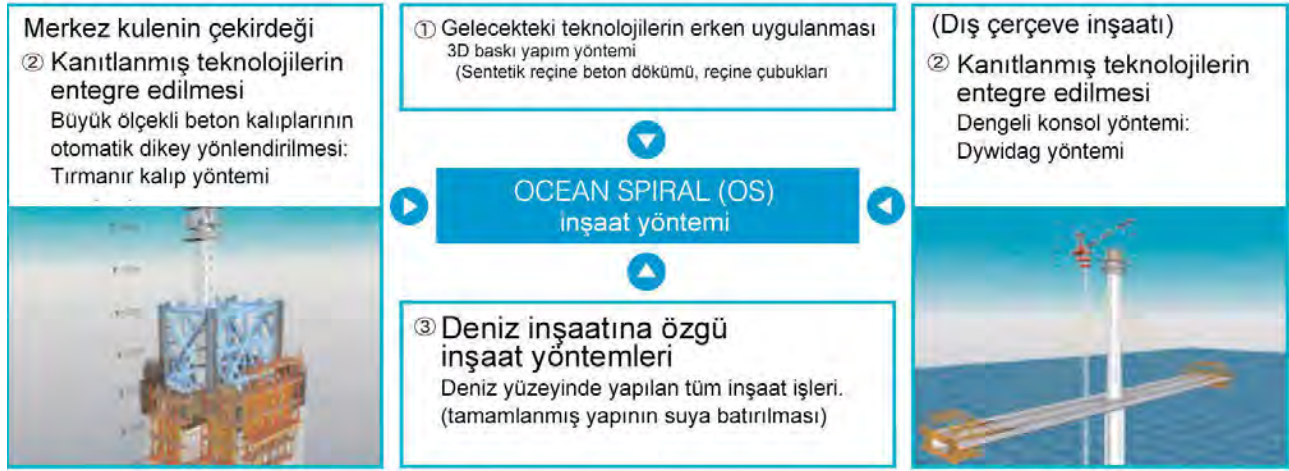 Merkez kulenin çekirdeği
② Kanıtlanmış teknolojilerin
entegre edilmesi
Büyük ölçekli beton kalıplarının
otomatik dikey yönlendirilmesi:
Tırmanır kalıp yöntemi
① Gelecekteki teknolojilerin erken uygulanması
3D baskı yapım yöntemi
(Sentetik reçine beton dökümü, reçine çubukları
OCEAN SPIRAL (OS)
inşaat yöntemi
③ Deniz inşaatına özgü
inşaat yöntemleri
Deniz yüzeyinde yapılan tüm inşaat işleri.
(tamamlanmış yapının suya batırılması)
(Dış çerçeve inşaatı)
② Kanıtlanmış teknolojilerin
entegre edilmesi
Dengeli konsol yöntemi:
Dywidag yöntemi